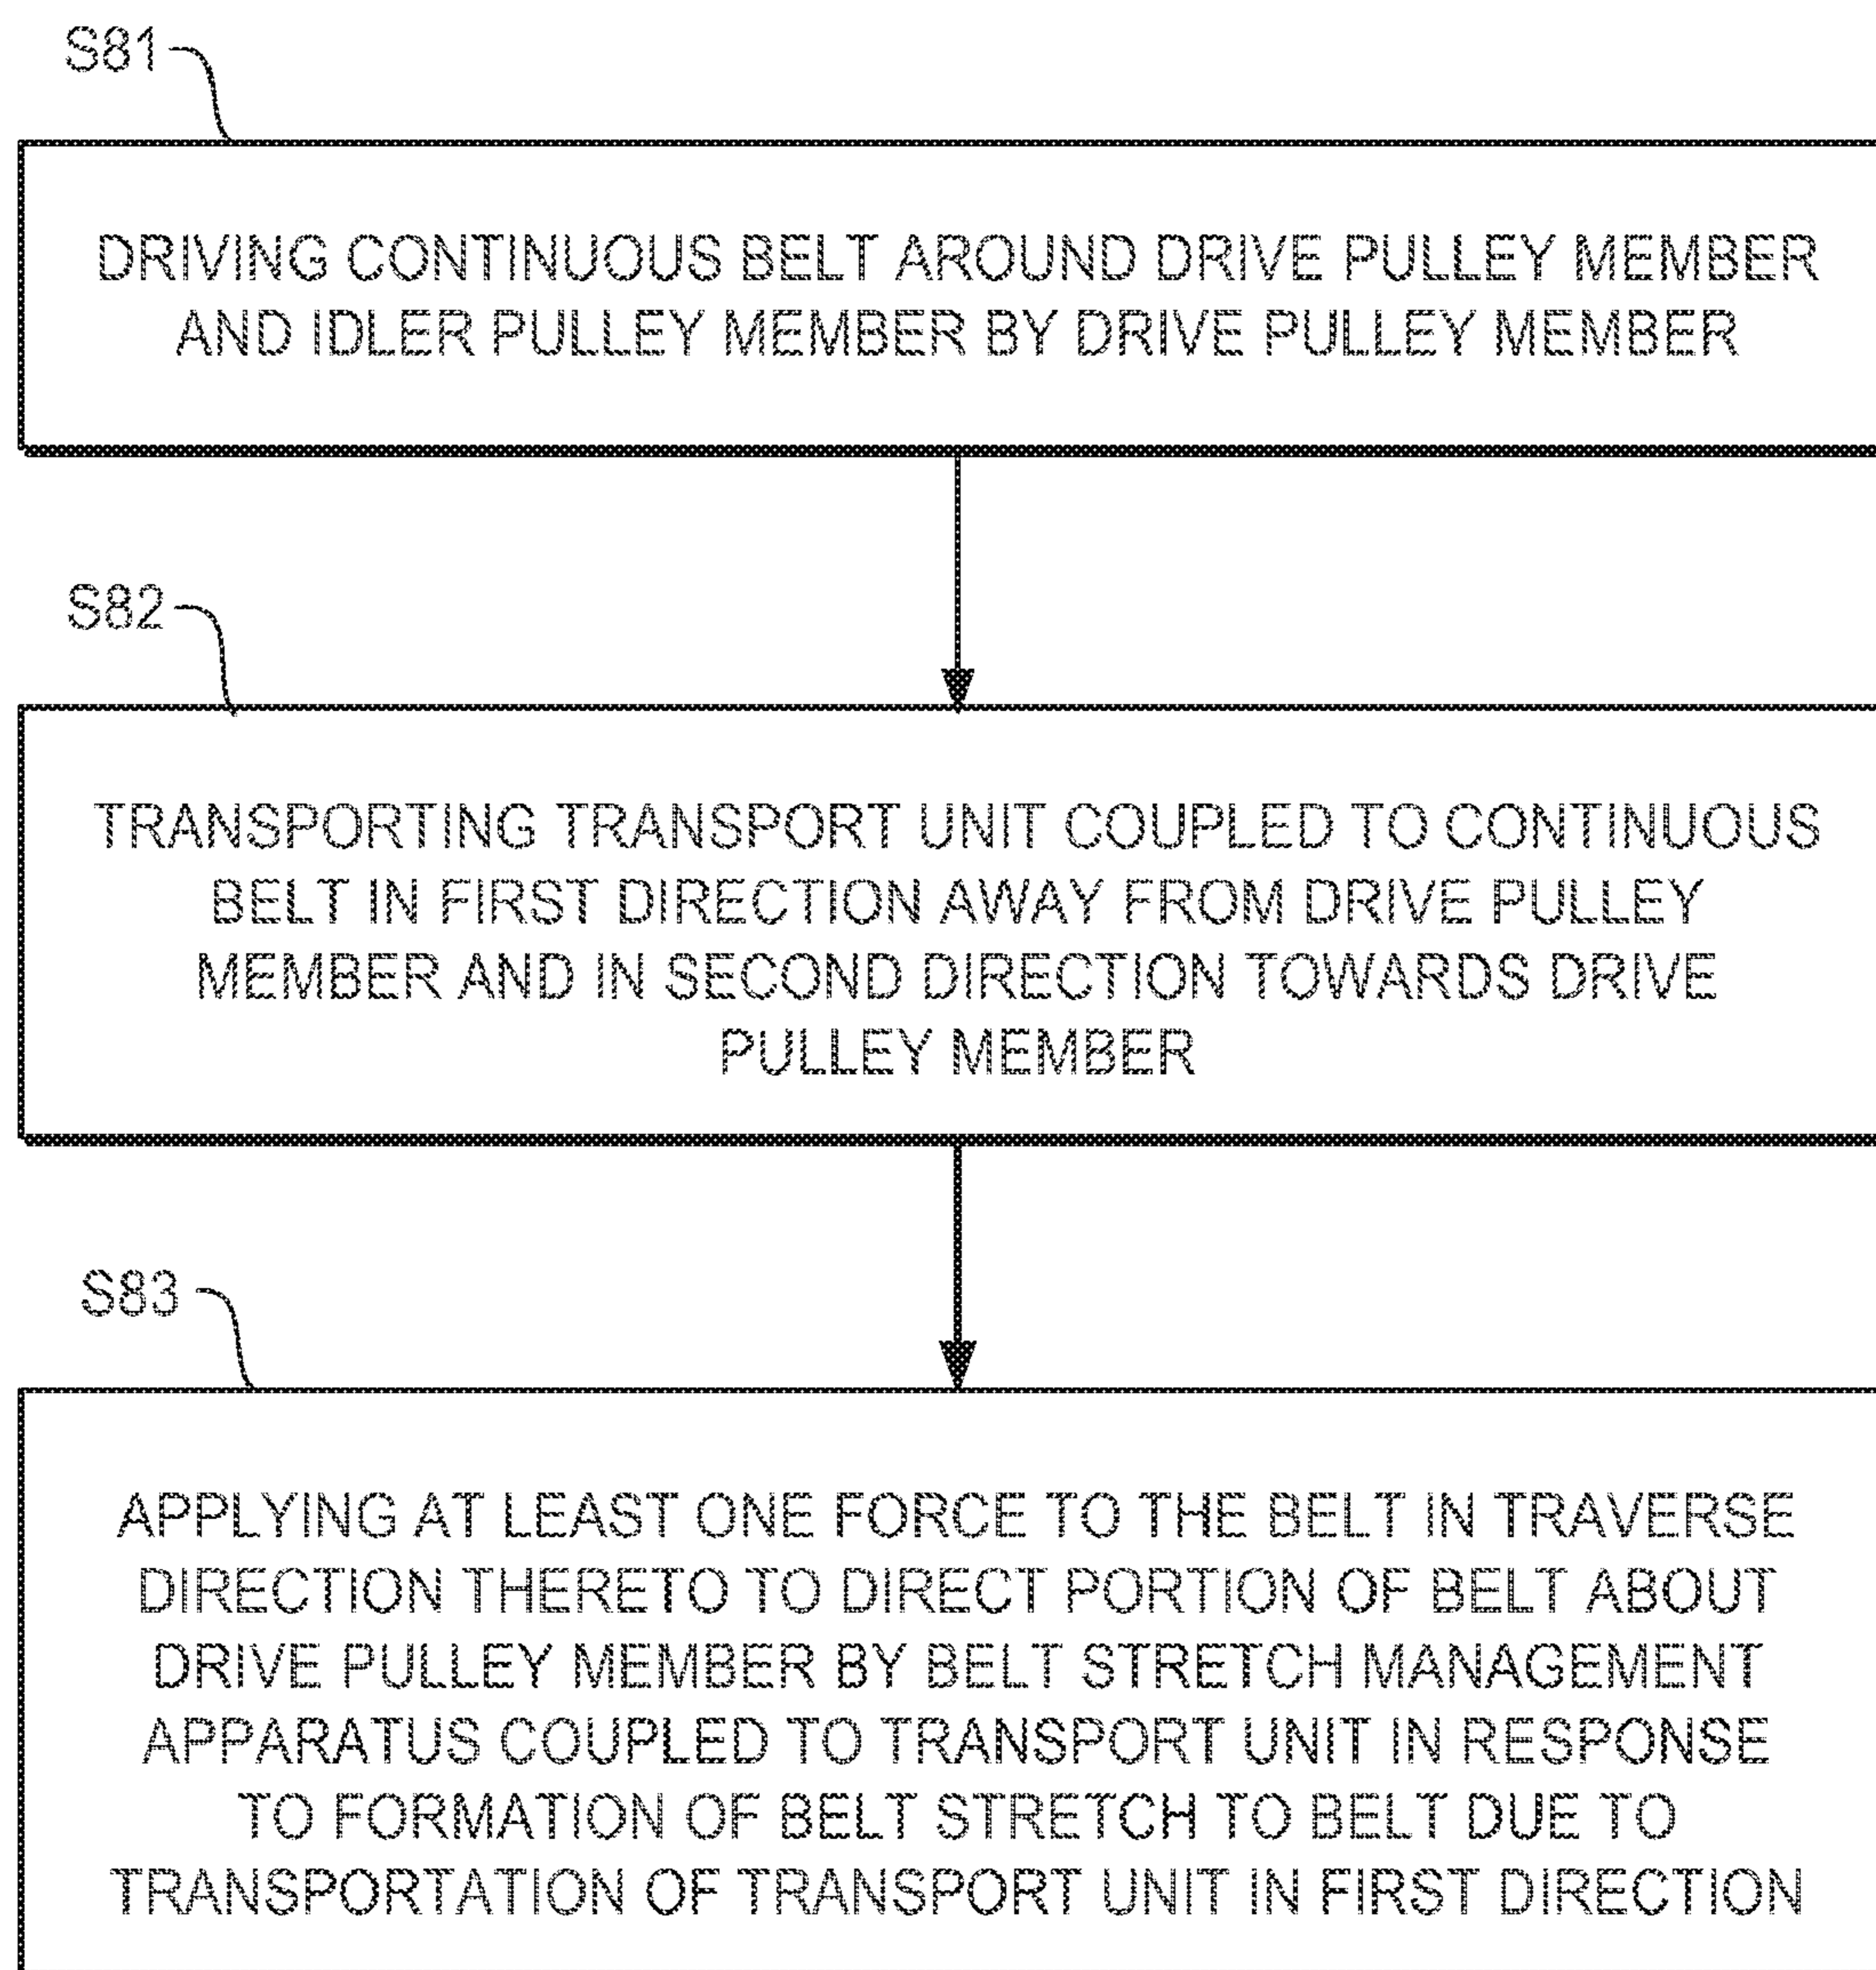 S81
DRIVING CONTINUOUS BELT AROUND DRIVE PULLEY MEMBER
AND IDLER PULLEY MEMBER BY DRIVE PULLEY MEMBER
S82
TRANSPORTING TRANSPORT UNIT COUPLED TO CONTINUOUS
BELT IN FIRST DIRECTION AWAY FROM DRIVE PULLEY
MEMBER AND IN SECOND DIRECTION TOWARDS DRIVE
PULLEY MEMBER
S83
APPLYING AT LEAST ONE FORCE TO THE BELT IN TRAVERSE
DIRECTION THERETO TO DIRECT PORTION OF BELT ABOUT
DRIVE PULLEY MEMBER BY BELT STRETCH MANAGEMENT
APPARATUS COUPLED TO TRANSPORT UNIT IN RESPONSE
TO FORMATION OF BELT STRETCH TO BELT DUE TO
TRANSPORTATION OF TRANSPORT UNIT IN FIRST DIRECTION